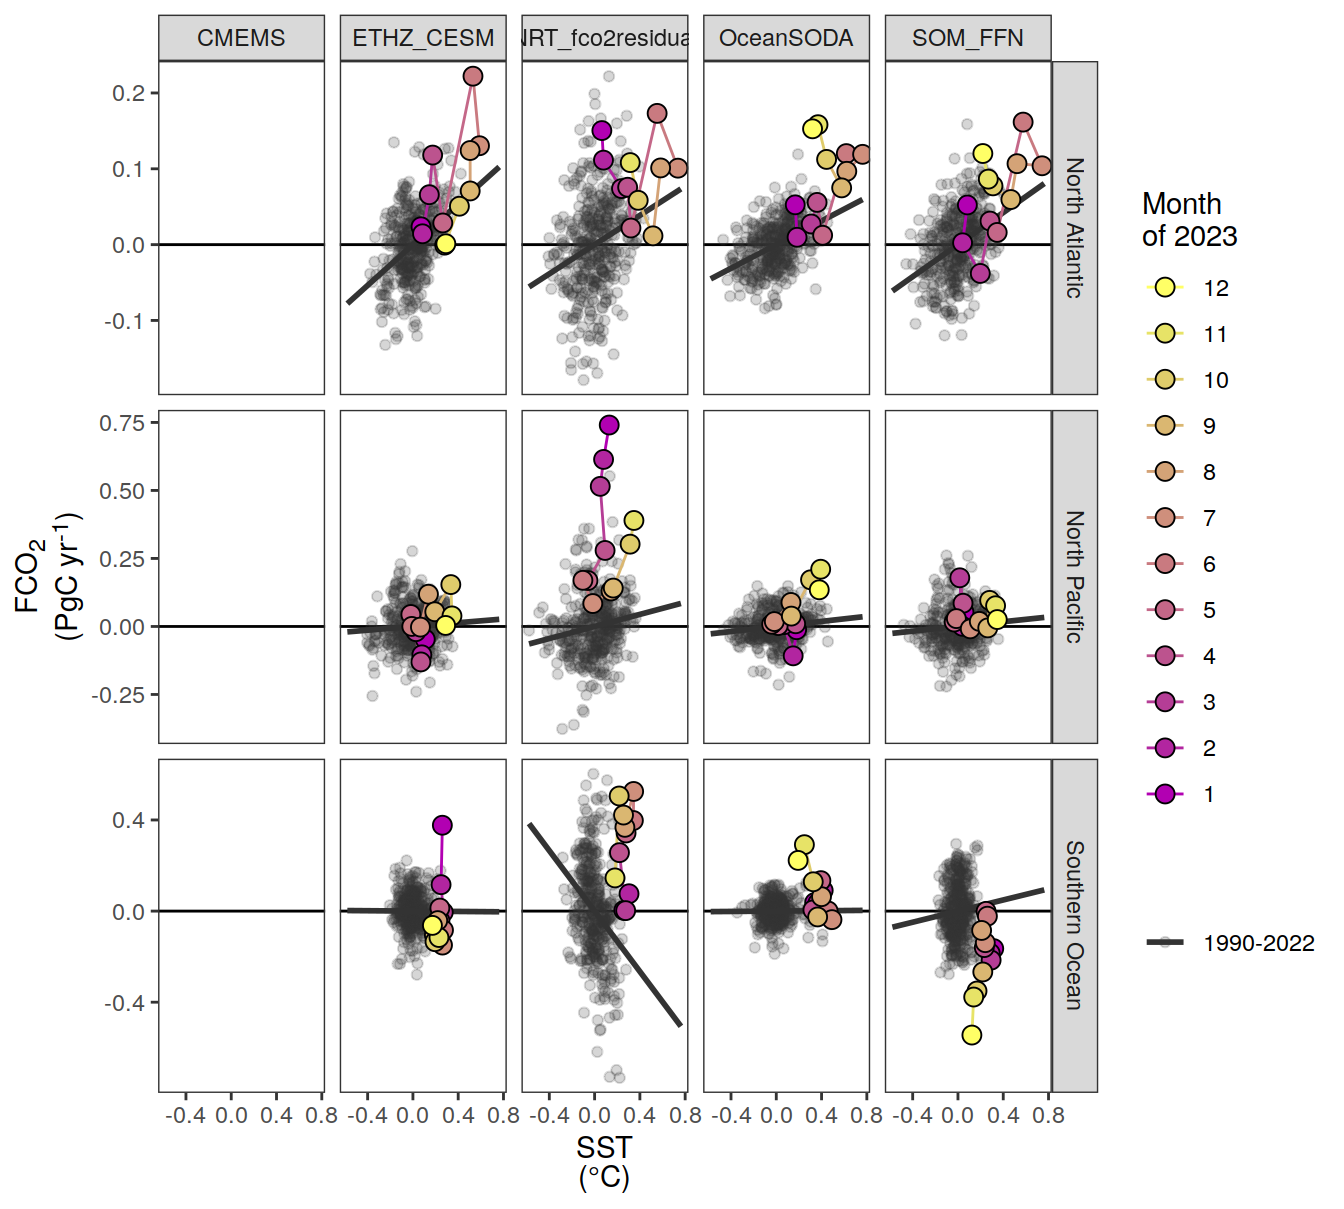 CMEMS ETHZ_CESM NRT_fco2residua OceanSODA SOM_FFN
0.2
0.1
0.0
-0.1
North Atlantic
0.75
0.50
0.25
0.00
-0.25
North Pacific
0.4
0.0
-0.4
Southern Ocean
-0.4 0.0 0.4 0.8 -0.4 0.0 0.4 0.8 -0.4 0.0 0.4 0.8 -0.4 0.0 0.4 0.8 -0.4 0.0 0.4 0.8
SST
(°C)
FCO₂
(PgC yr⁻¹)
Month
of 2023
12
11
10
9
8
7
6
5
4
3
2
1
1990-2022